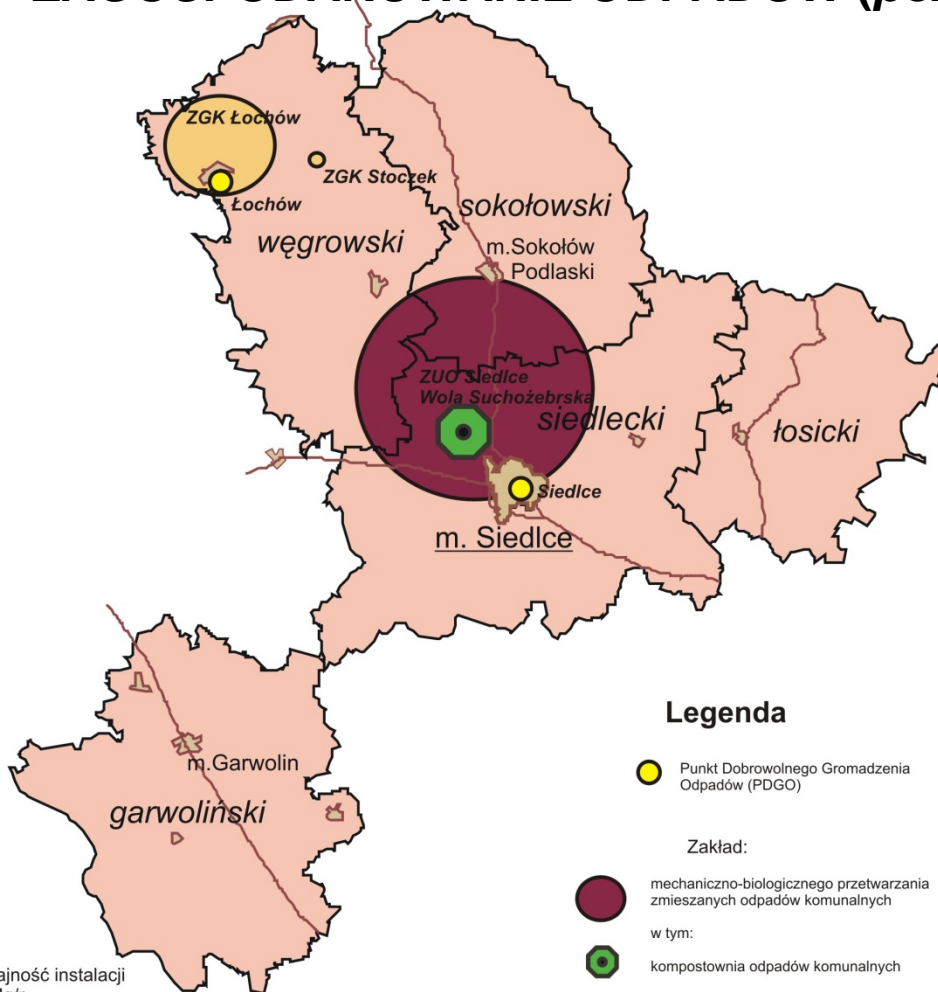 ZGK Łochów
ZGK Stoczek
Łochów
sokołowski
węgrowski
m.Sokołów
Podlaski
ZUO Siedlce
Wola Suchożebrska
siedlecki
łosicki
Siedlce
m. Siedlce
Legenda
m.Garwolin
Punkt Dobrowolnego Gromadzenia
Odpadów (PDGO)
garwoliński
Zakład:
mechaniczno-biologicznego przetwarzania
zmieszanych odpadów komunalnych
w tym:
kompostownia odpadów komunalnych
instalacji